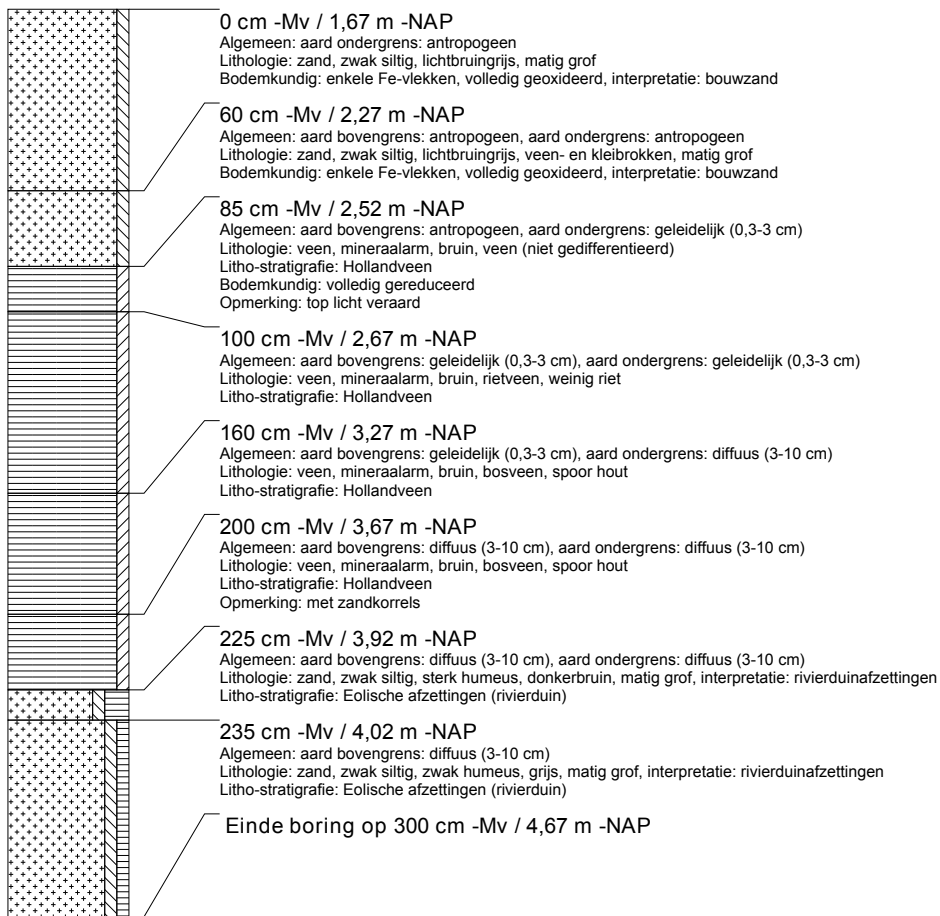 0 cm -Mv / 1,67 m -NAP
Algemeen: aard ondergrens: antropogeen
Lithologie: zand, zwak siltig, lichtbruingrijs, matig grof
Bodemkundig: enkele Fe-vlekken, volledig geoxideerd, interpretatie: bouwzand
60 cm -Mv / 2,27 m -NAP
Algemeen: aard bovengrens: antropogeen, aard ondergrens: antropogeen
Lithologie: zand, zwak siltig, lichtbruingrijs, veen- en kleibrokken, matig grof
Bodemkundig: enkele Fe-vlekken, volledig geoxideerd, interpretatie: bouwzand
85 cm -Mv / 2,52 m -NAP
Algemeen: aard bovengrens: antropogeen, aard ondergrens: geleidelijk (0,3-3 cm)
Lithologie: veen, mineraalarm, bruin, veen (niet gedifferentieerd)
Litho-stratigrafie: Hollandveen
Bodemkundig: volledig gereduceerd
Opmerking: top licht veraard
100 cm -Mv / 2,67 m -NAP
Algemeen: aard bovengrens: geleidelijk (0,3-3 cm), aard ondergrens: geleidelijk (0,3-3 cm)
Lithologie: veen, mineraalarm, bruin, rietveen, weinig riet
Litho-stratigrafie: Hollandveen
160 cm -Mv / 3,27 m -NAP
Algemeen: aard bovengrens: geleidelijk (0,3-3 cm), aard ondergrens: diffuus (3-10 cm)
Lithologie: veen, mineraalarm, bruin, bosveen, spoor hout
Litho-stratigrafie: Hollandveen
200 cm -Mv / 3,67 m -NAP
Algemeen: aard bovengrens: diffuus (3-10 cm), aard ondergrens: diffuus (3-10 cm)
Lithologie: veen, mineraalarm, bruin, bosveen, spoor hout
Litho-stratigrafie: Hollandveen
Opmerking: met zandkorrels
225 cm -Mv / 3,92 m -NAP
Algemeen: aard bovengrens: diffuus (3-10 cm), aard ondergrens: diffuus (3-10 cm)
Lithologie: zand, zwak siltig, sterk humeus, donkerbruin, matig grof, interpretatie: rivierduinafzettingen
Litho-stratigrafie: Eolische afzettingen (rivierduin)
235 cm -Mv / 4,02 m -NAP
Algemeen: aard bovengrens: diffuus (3-10 cm)
Lithologie: zand, zwak siltig, zwak humeus, grijs, matig grof, interpretatie: rivierduinafzettingen
Litho-stratigrafie: Eolische afzettingen (rivierduin)
Einde boring op 300 cm -Mv / 4,67 m -NAP